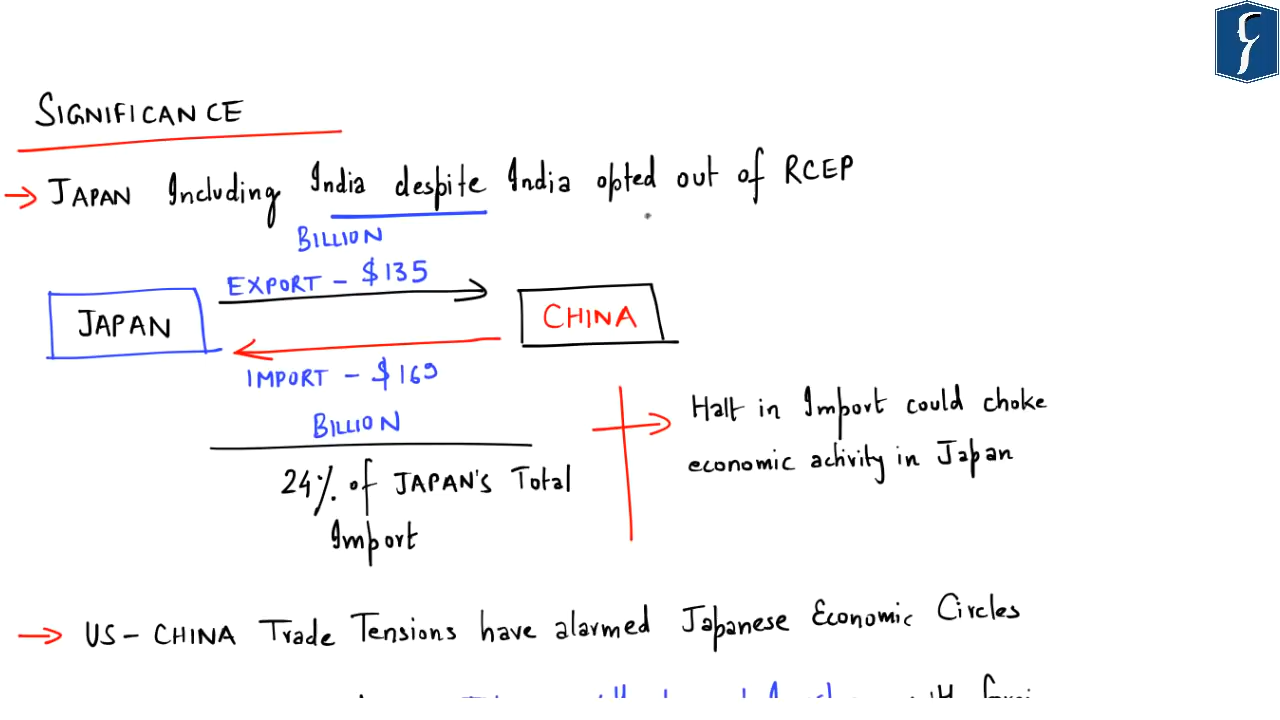 SIGNIFICANCE
→ JAPAN Including India despite India opted out of RCEP
BILLION
EXPORT - $135
JAPAN
CHINA
IMPORT - $169
BILLION
24% of JAPAN'S Total
Import
Halt in Import could choke
economic activity in Japan
→ US - CHINA Trade Tensions have alarmed Japanese Economic Circles